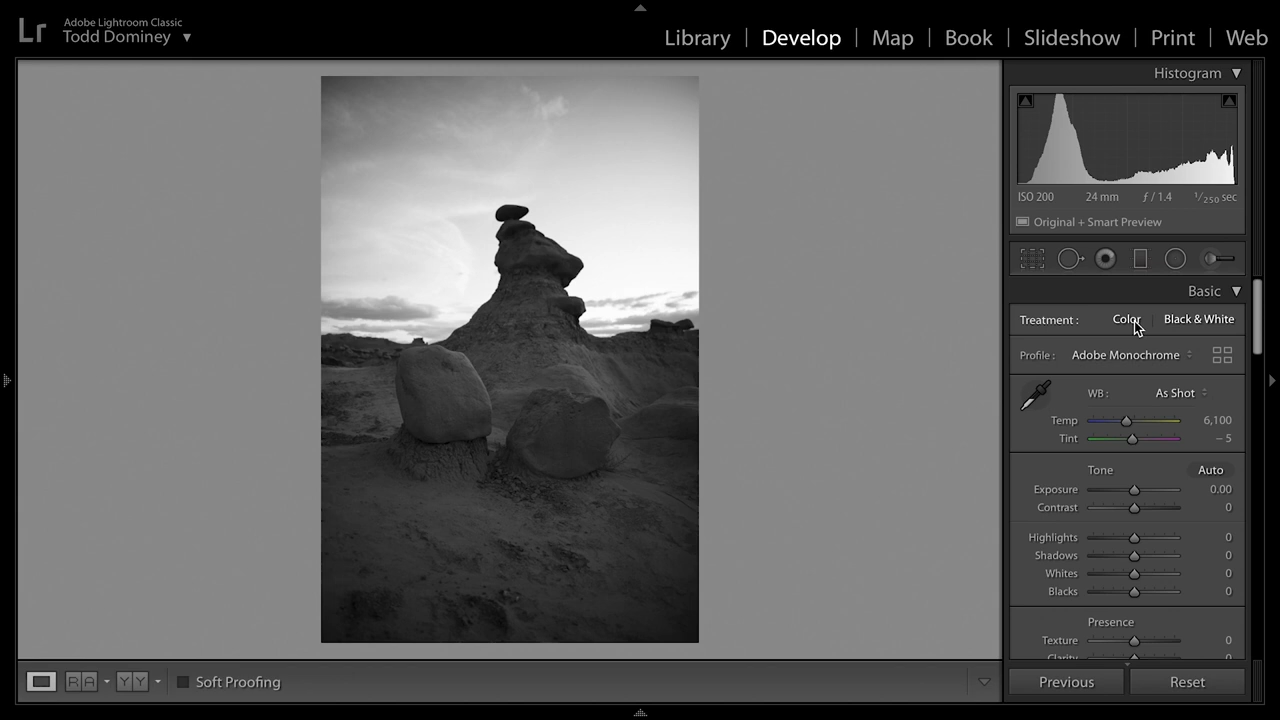 Lr
Adobe Lightroom Classic
Todd Dominey
Library | Develop | Map | Book | Slideshow | Print | Web
Histogram
ISO 200 24 mm ƒ / 1.4 1/250 sec
Original + Smart Preview
Basic
Treatment : Color Black & White
Profile : Adobe Monochrome
WB : As Shot
Temp 6,100
Tint – 5
Tone Auto
Exposure 0.00
Contrast 0
Highlights 0
Shadows 0
Whites 0
Blacks 0
Presence
Texture 0
Clarity 0
R A Y Y Soft Proofing
Previous Reset